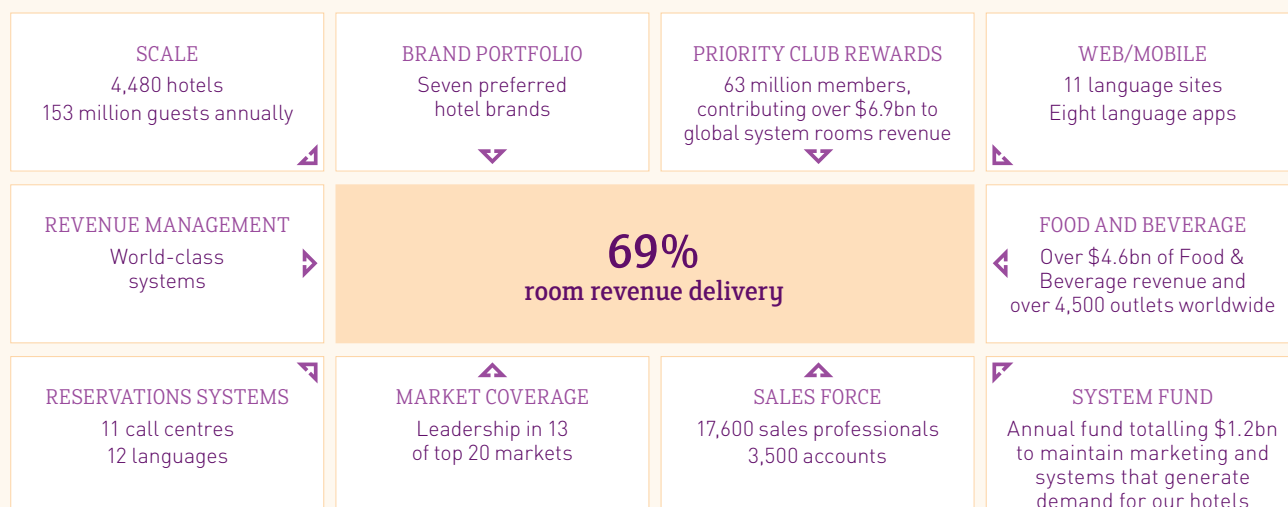 SCALE
4,480 hotels
153 million guests annually
BRAND PORTFOLIO
Seven preferred
hotel brands
PRIORITY CLUB REWARDS
63 million members,
contributing over $6.9bn to
global system rooms revenue
WEB/MOBILE
11 language sites
Eight language apps
REVENUE MANAGEMENT
World-class
systems
69%
room revenue delivery
FOOD AND BEVERAGE
Over $4.6bn of Food &
Beverage revenue and
over 4,500 outlets worldwide
RESERVATIONS SYSTEMS
11 call centres
12 languages
MARKET COVERAGE
Leadership in 13
of top 20 markets
SALES FORCE
17,600 sales professionals
3,500 accounts
SYSTEM FUND
Annual fund totalling $1.2bn
to maintain marketing and
systems that generate
demand for our hotels